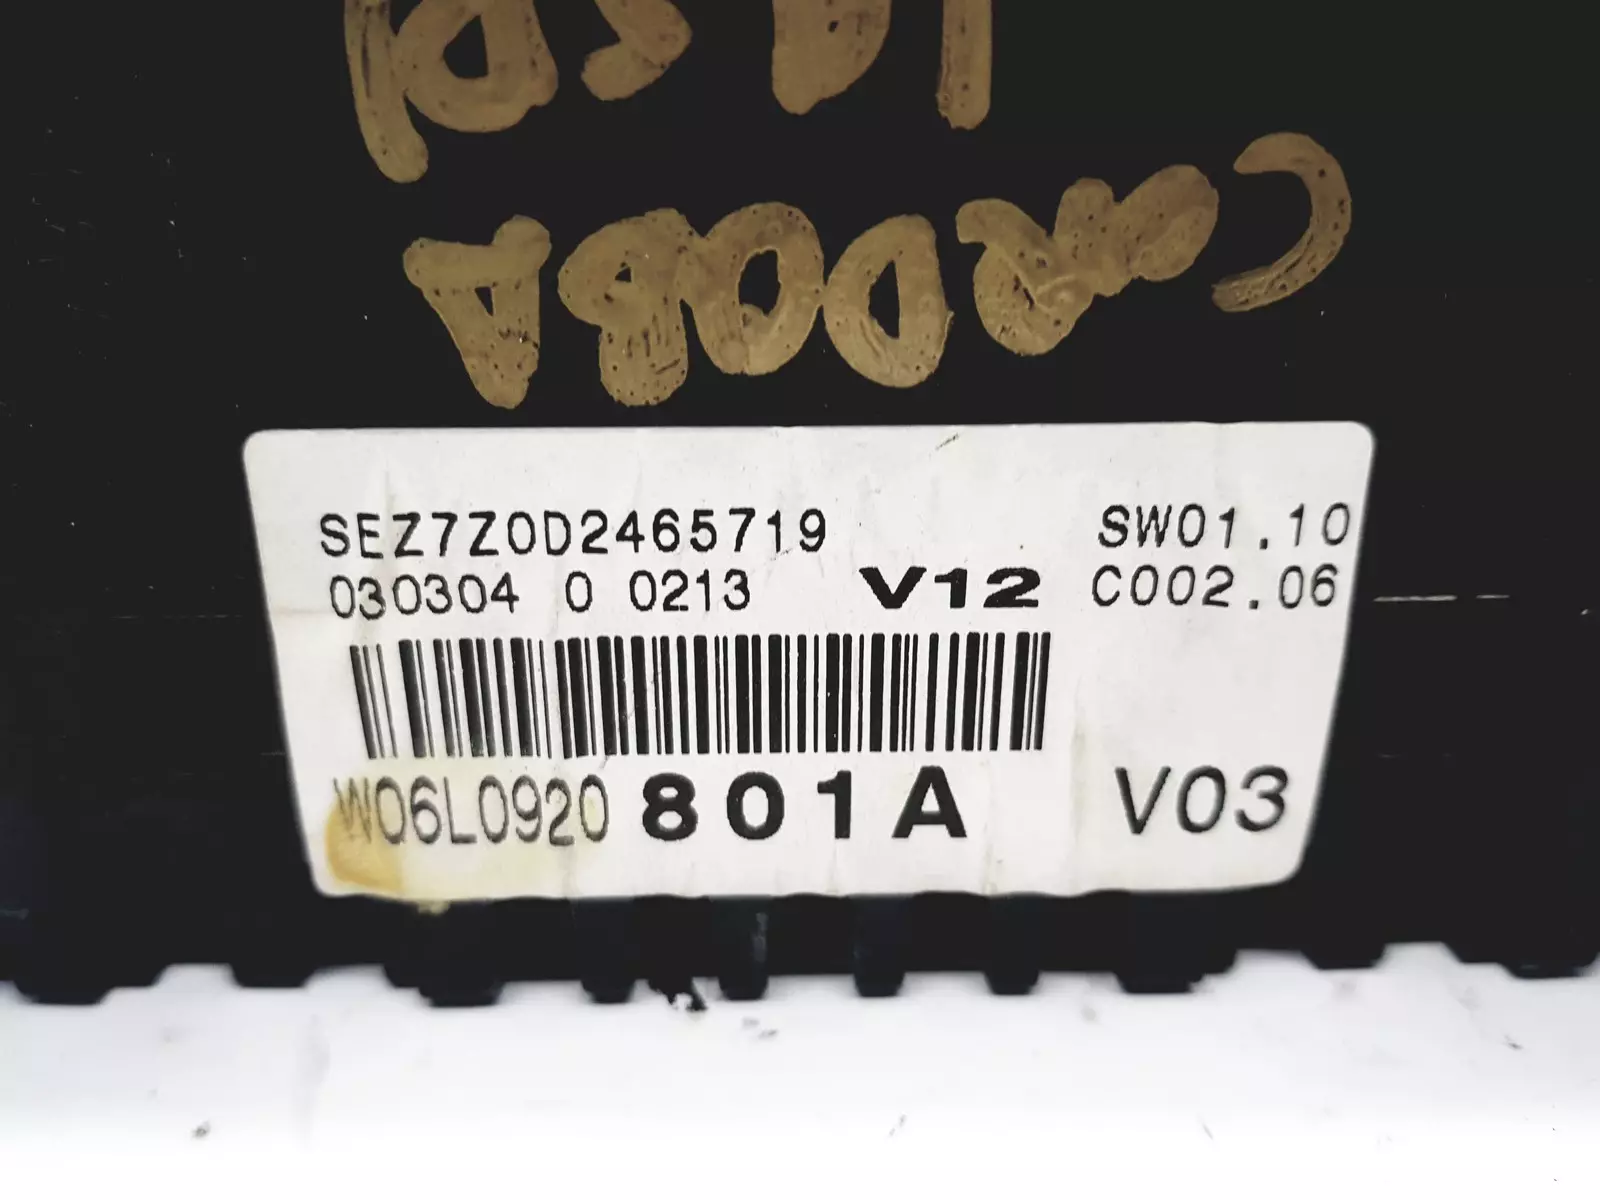 CORDOBA
SEZ7Z0D2465719 SW01.10
030304 0 0213 V12 C002.06
W06L0920 801A V03